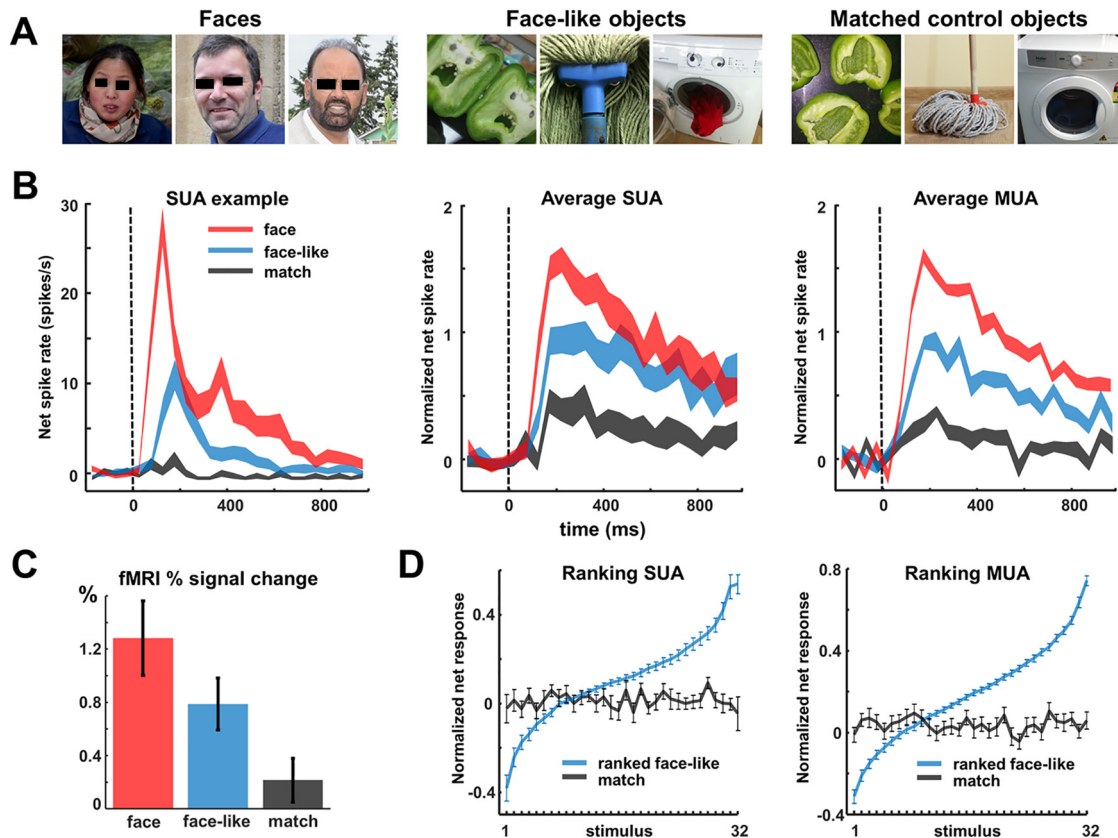 A
Faces
Face-like objects
Matched control objects
B
SUA example
Average SUA
Average MUA
Net spike rate (spikes/s)
30
20
10
0
face
face-like
match
0
400
800
Normalized net spike rate
2
1
0
0
400
800
time (ms)
Normalized net spike rate
2
1
0
0
400
800
C
fMRI % signal change
%
1.2
0.8
0.4
0
face
face-like
match
D
Ranking SUA
Normalized net response
0.4
0
-0.4
ranked face-like
match
1
stimulus
32
Ranking MUA
Normalized net response
0.8
0.4
0
-0.4
ranked face-like
match
1
stimulus
32